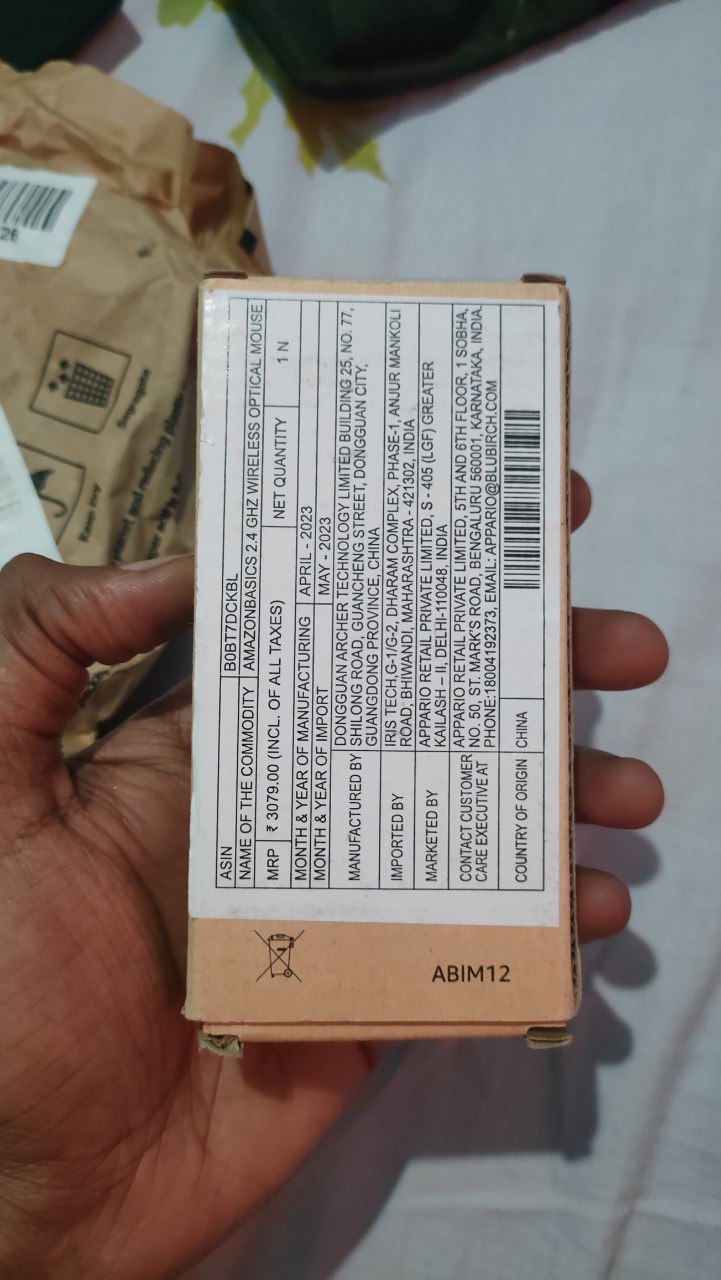 ASIN B0BT7DCKBL
NAME OF THE COMMODITY AMAZONBASICS 2.4 GHZ WIRELESS OPTICAL MOUSE
MRP ₹ 3079.00 (INCL. OF ALL TAXES) NET QUANTITY 1 N
MONTH & YEAR OF MANUFACTURING APRIL - 2023
MONTH & YEAR OF IMPORT MAY - 2023
MANUFACTURED BY DONGGUAN ARCHER TECHNOLOGY LIMITED BUILDING 25, NO. 77,
SHILONG ROAD, GUANCHENG STREET, DONGGUAN CITY,
GUANGDONG PROVINCE, CHINA
IMPORTED BY IRIS TECH,G-1/G-2, DHARAM COMPLEX, PHASE-1, ANJUR MANKOLI
ROAD, BHIWANDI, MAHARASHTRA - 421302, INDIA
MARKETED BY APPARIO RETAIL PRIVATE LIMITED, S - 405 (LGF) GREATER
KAILASH – II, DELHI-110048, INDIA
CONTACT CUSTOMER CARE EXECUTIVE AT APPARIO RETAIL PRIVATE LIMITED, 5TH AND 6TH FLOOR, 1 SOBHA,
NO. 50, ST. MARK'S ROAD, BENGALURU 560001, KARNATAKA, INDIA.
PHONE:18004192373, EMAIL: APPARIO@BLUBIRCH.COM
COUNTRY OF ORIGIN CHINA
ABIM12
26
Segregate
Keep dry
and reducing